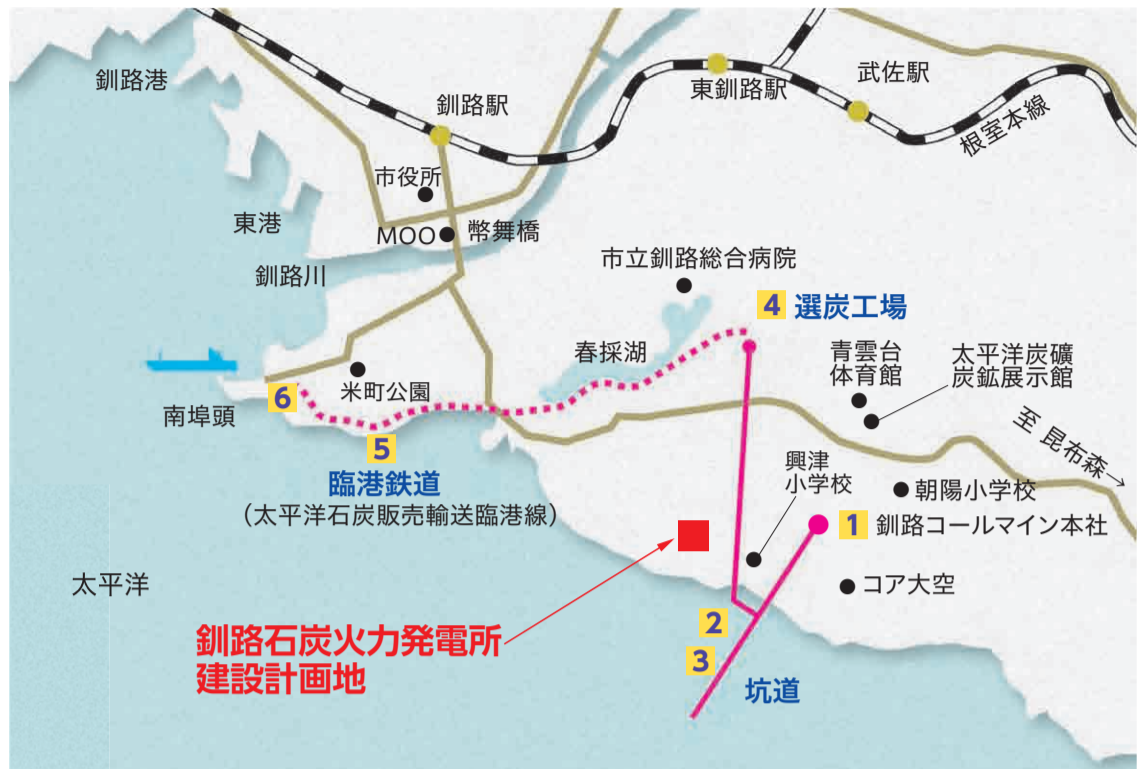 釧路港
釧路駅
東釧路駅
武佐駅
根室本線
市役所
東港
MOO
幣舞橋
釧路川
市立釧路総合病院
4 選炭工場
春採湖
青雲台
体育館
太平洋炭礦
炭鉱展示館
6
米町公園
南埠頭
5
臨港鉄道
(太平洋石炭販売輸送臨港線)
至 昆布森→
興津
小学校
朝陽小学校
1 釧路コールマイン本社
コア大空
太平洋
2
3
坑道
釧路石炭火力発電所
建設計画地